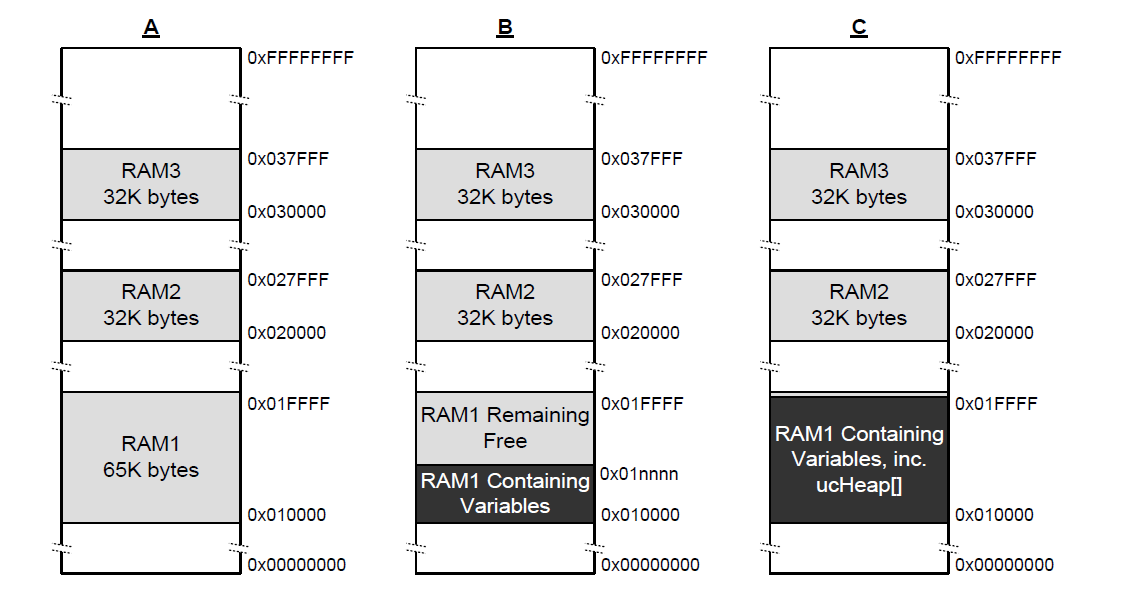 A
0xFFFFFFFF
RAM3
32K bytes
0x037FFF
0x030000
RAM2
32K bytes
0x027FFF
0x020000
RAM1
65K bytes
0x01FFFF
0x010000
0x00000000
B
0xFFFFFFFF
RAM3
32K bytes
0x037FFF
0x030000
RAM2
32K bytes
0x027FFF
0x020000
RAM1 Remaining
Free
0x01FFFF
RAM1 Containing
Variables
0x01nnnn
0x010000
0x00000000
C
0xFFFFFFFF
RAM3
32K bytes
0x037FFF
0x030000
RAM2
32K bytes
0x027FFF
0x020000
RAM1 Containing
Variables, inc.
ucHeap[]
0x01FFFF
0x010000
0x00000000